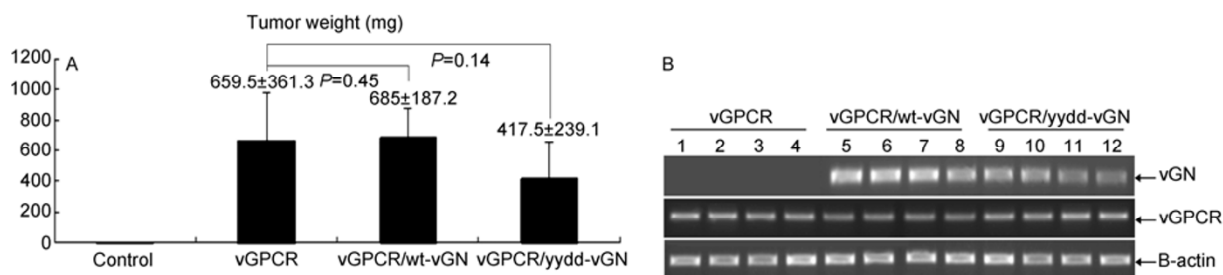 Tumor weight (mg)
A
1200
1000
800
600
400
200
0
P=0.14
659.5±361.3
P=0.45
685±187.2
417.5±239.1
Control
vGPCR
vGPCR/wt-vGN
vGPCR/yydd-vGN
B
vGPCR
vGPCR/wt-vGN
vGPCR/yydd-vGN
1 2 3 4 5 6 7 8 9 10 11 12
vGN
vGPCR
B-actin